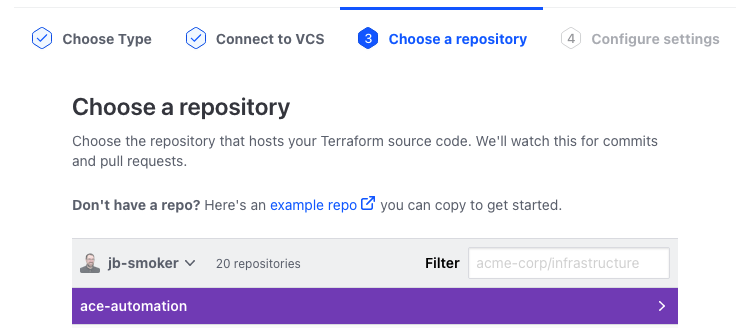 Choose Type Connect to VCS 3 Choose a repository 4 Configure settings
Choose a repository
Choose the repository that hosts your Terraform source code. We'll watch this for commits
and pull requests.
Don't have a repo? Here's an example repo you can copy to get started.
jb-smoker 20 repositories Filter acme-corp/infrastructure
ace-automation